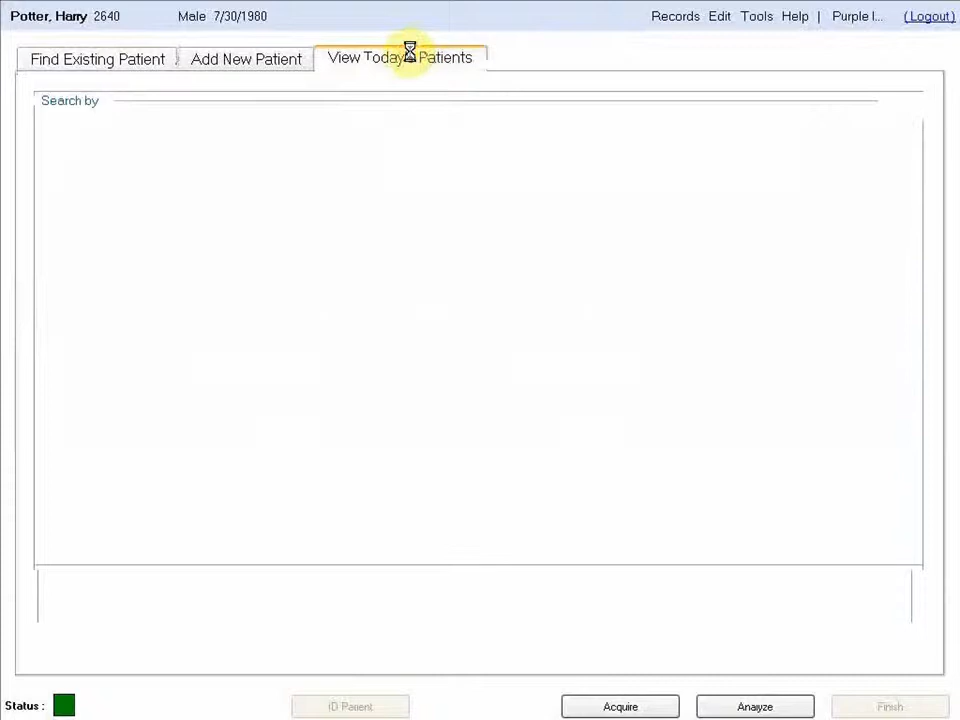 Potter, Harry 2640 Male 7/30/1980 Records Edit Tools Help | Purple I... (Logout)
Find Existing Patient Add New Patient View Today's Patients
Search by
Status : ID Patient Acquire Analyze Finish